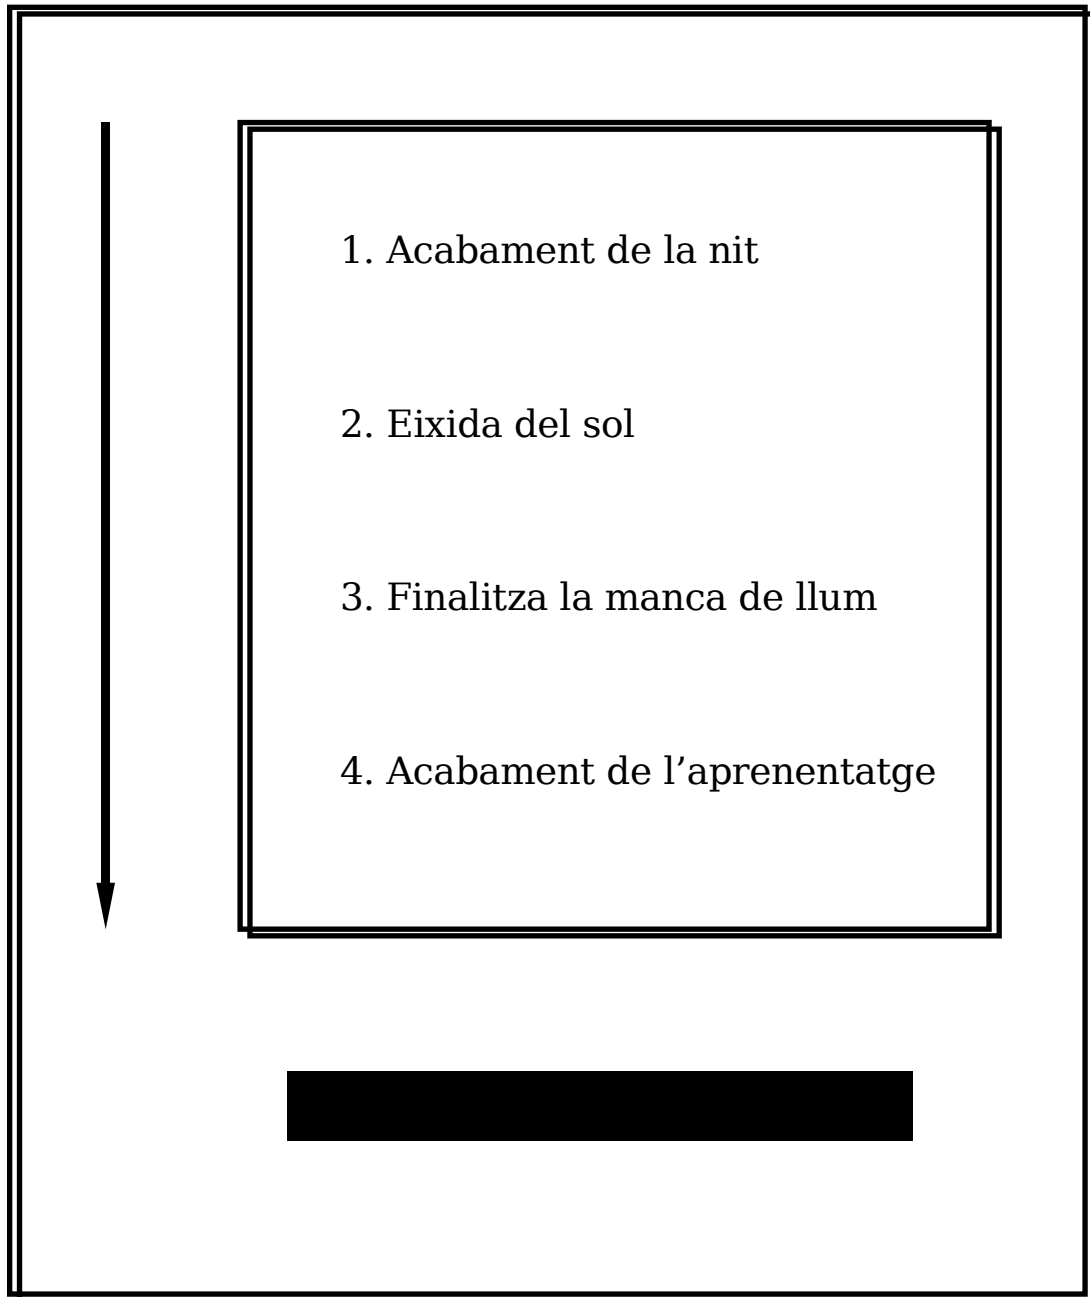 1. Acabament de la nit
2. Eixida del sol
3. Finalitza la manca de llum
4. Acabament de l’aprenentatge